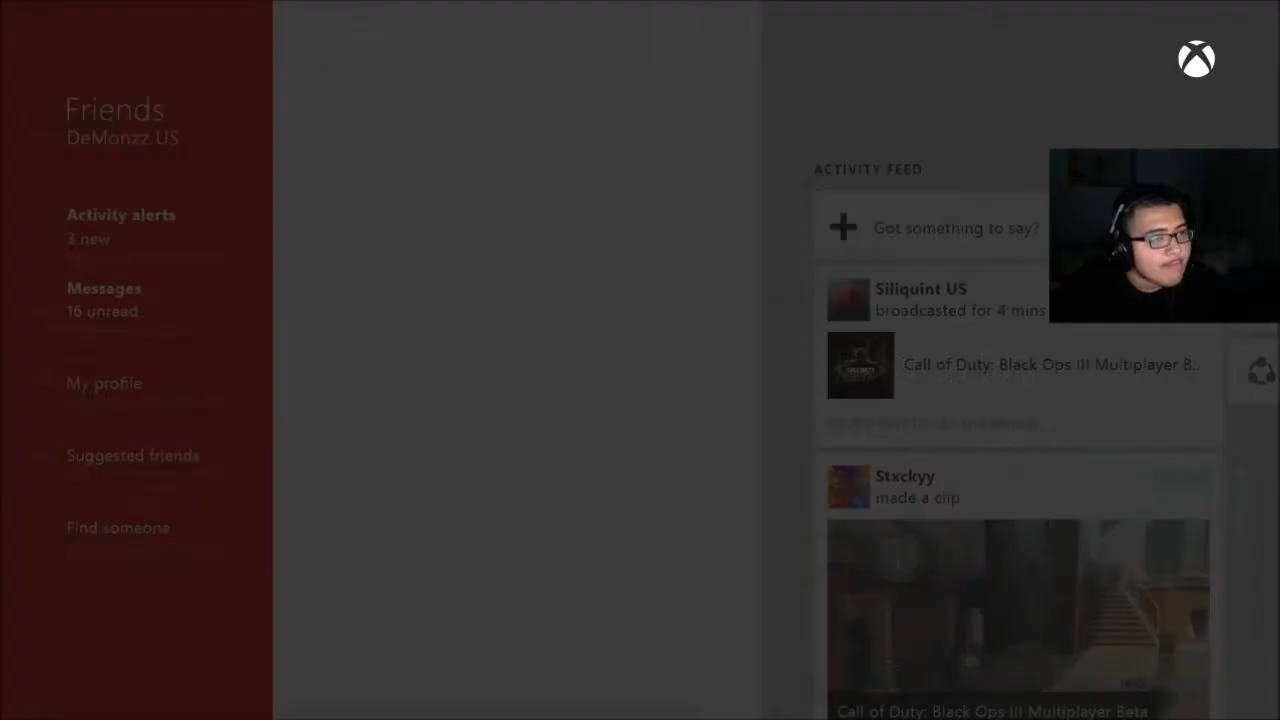 Friends
DeMonzz US
Activity alerts
3 new
Messages
16 unread
My profile
Suggested friends
Find someone
ACTIVITY FEED
Got something to say?
Siliquint US
broadcasted for 4 mins
Call of Duty: Black Ops III Multiplayer B..
Stxckyy
made a clip
Call of Duty: Black Ops III Multiplayer Beta